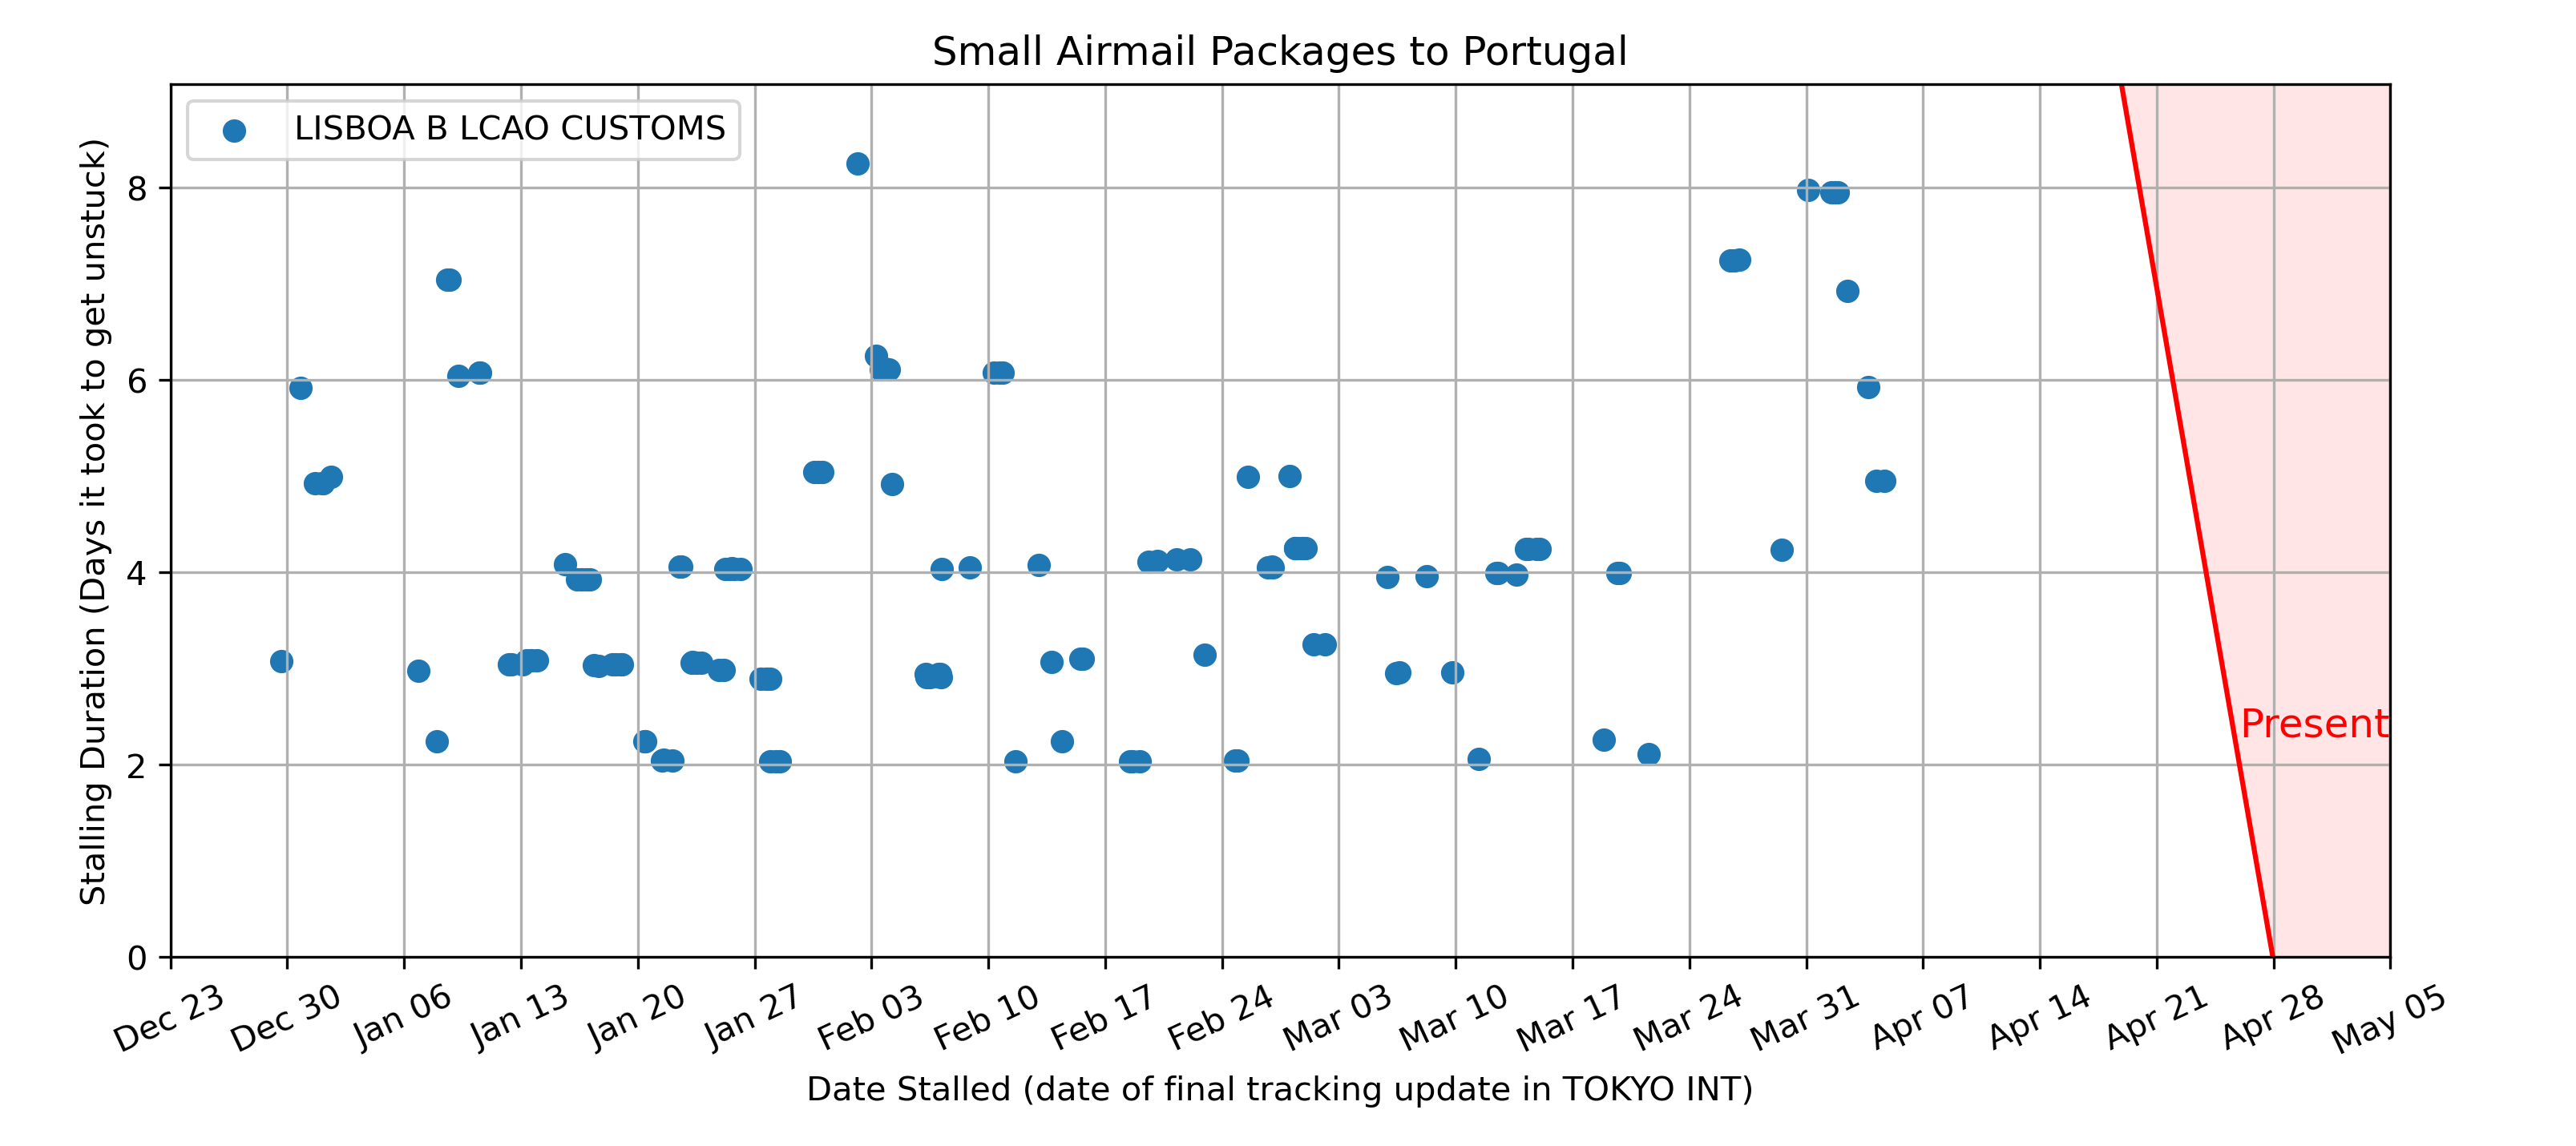 Small Airmail Packages to Portugal
LISBOA B LCAO CUSTOMS
Stalling Duration (Days it took to get unstuck)
8
6
4
2
0
Present
Dec 23
Dec 30
Jan 06
Jan 13
Jan 20
Jan 27
Feb 03
Feb 10
Feb 17
Feb 24
Mar 03
Mar 10
Mar 17
Mar 24
Mar 31
Apr 07
Apr 14
Apr 21
Apr 28
May 05
Date Stalled (date of final tracking update in TOKYO INT)